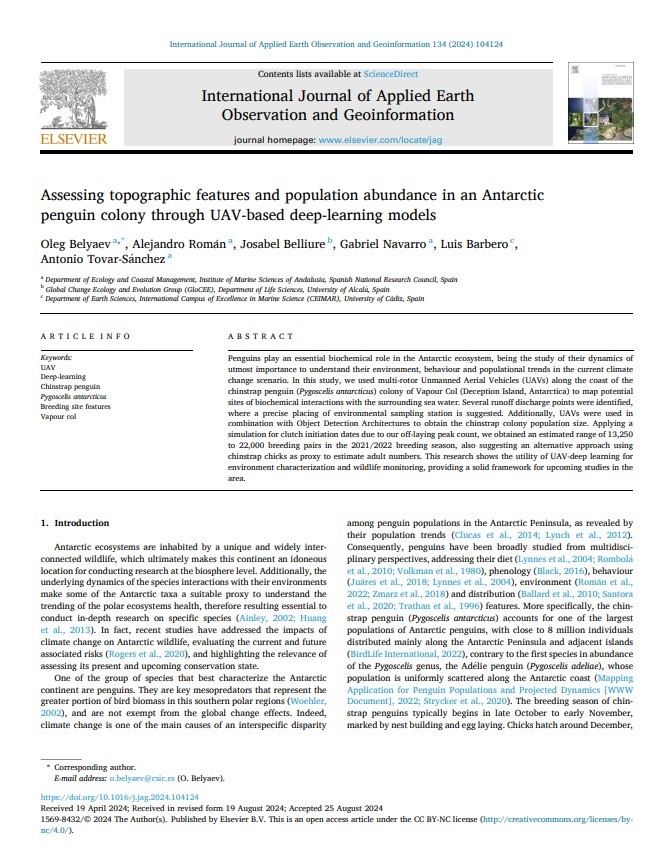 International Journal of Applied Earth Observation and Geoinformation 134 (2024) 104124
Contents lists available at ScienceDirect
International Journal of Applied Earth
Observation and Geoinformation
journal homepage: www.elsevier.com/locate/jag
ELSEVIER
Assessing topographic features and population abundance in an Antarctic
penguin colony through UAV-based deep-learning models
Oleg Belyaev a,*, Alejandro Román a, Josabel Belliure b, Gabriel Navarro a, Luis Barbero c,
Antonio Tovar-Sánchez a
a Department of Ecology and Coastal Management, Institute of Marine Sciences of Andalusia, Spanish National Research Council, Spain
b Global Change Ecology and Evolution Group (GloCEE), Department of Life Sciences, University of Alcalá, Spain
c Department of Earth Sciences, International Campus of Excellence in Marine Science (CEIMAR), University of Cádiz, Spain
ARTICLE INFO
Keywords:
UAV
Deep-learning
Chinstrap penguin
Pygoscelis antarcticus
Breeding site features
Vapour col
ABSTRACT
Penguins play an essential biochemical role in the Antarctic ecosystem, being the study of their dynamics of
utmost importance to understand their environment, behaviour and populational trends in the current climate
change scenario. In this study, we used multi-rotor Unmanned Aerial Vehicles (UAVs) along the coast of the
chinstrap penguin (Pygoscelis antarcticus) colony of Vapour Col (Deception Island, Antarctica) to map potential
sites of biochemical interactions with the surrounding sea water. Several runoff discharge points were identified,
where a precise placing of environmental sampling station is suggested. Additionally, UAVs were used in
combination with Object Detection Architectures to obtain the chinstrap colony population size. Applying a
simulation for clutch initiation dates due to our off-laying peak count, we obtained an estimated range of 13,250
to 22,000 breeding pairs in the 2021/2022 breeding season, also suggesting an alternative approach using
chinstrap chicks as proxy to estimate adult numbers. This research shows the utility of UAV-deep learning for
environment characterization and wildlife monitoring, providing a solid framework for upcoming studies in the
area.
1. Introduction
Antarctic ecosystems are inhabited by a unique and widely inter-
connected wildlife, which ultimately makes this continent an idoneous
location for conducting research at the biosphere level. Additionally, the
underlying dynamics of the species interactions with their environments
make some of the Antarctic taxa a suitable proxy to understand the
trending of the polar ecosystems health, therefore resulting essential to
conduct in-depth research on specific species (Ainley, 2002; Huang
et al., 2013). In fact, recent studies have addressed the impacts of
climate change on Antarctic wildlife, evaluating the current and future
associated risks (Rogers et al., 2020), and highlighting the relevance of
assessing its present and upcoming conservation state.
One of the group of species that best characterize the Antarctic
continent are penguins. They are key mesopredators that represent the
greater portion of bird biomass in this southern polar regions (Woehler,
2002), and are not exempt from the global change effects. Indeed,
climate change is one of the main causes of an interspecific disparity
among penguin populations in the Antarctic Peninsula, as revealed by
their population trends (Clucas et al., 2014; Lynch et al., 2012).
Consequently, penguins have been broadly studied from multidisci-
plinary perspectives, addressing their diet (Lynnes et al., 2004; Rombolá
et al., 2010; Volkman et al., 1980), phenology (Black, 2016), behaviour
(Juáres et al., 2018; Lynnes et al., 2004), environment (Román et al.,
2022; Zmarz et al., 2018) and distribution (Ballard et al., 2010; Santora
et al., 2020; Trathan et al., 1996) features. More specifically, the chin-
strap penguin (Pygoscelis antarcticus) accounts for one of the largest
populations of Antarctic penguins, with close to 8 million individuals
distributed mainly along the Antarctic Peninsula and adjacent islands
(BirdLife International, 2022), contrary to the first species in abundance
of the Pygoscelis genus, the Adélie penguin (Pygoscelis adeliae), whose
population is uniformly scattered along the Antarctic coast (Mapping
Application for Penguin Populations and Projected Dynamics [WWW
Document], 2022; Strycker et al., 2020). The breeding season of chin-
strap penguins typically begins in late October to early November,
marked by nest building and egg laying. Chicks hatch around December,
* Corresponding author.
E-mail address: o.belyaev@csic.es (O. Belyaev).
https://doi.org/10.1016/j.jag.2024.104124
Received 19 April 2024; Received in revised form 19 August 2024; Accepted 25 August 2024
1569-8432/© 2024 The Author(s). Published by Elsevier B.V. This is an open access article under the CC BY-NC license (http://creativecommons.org/licenses/by-
nc/4.0/).